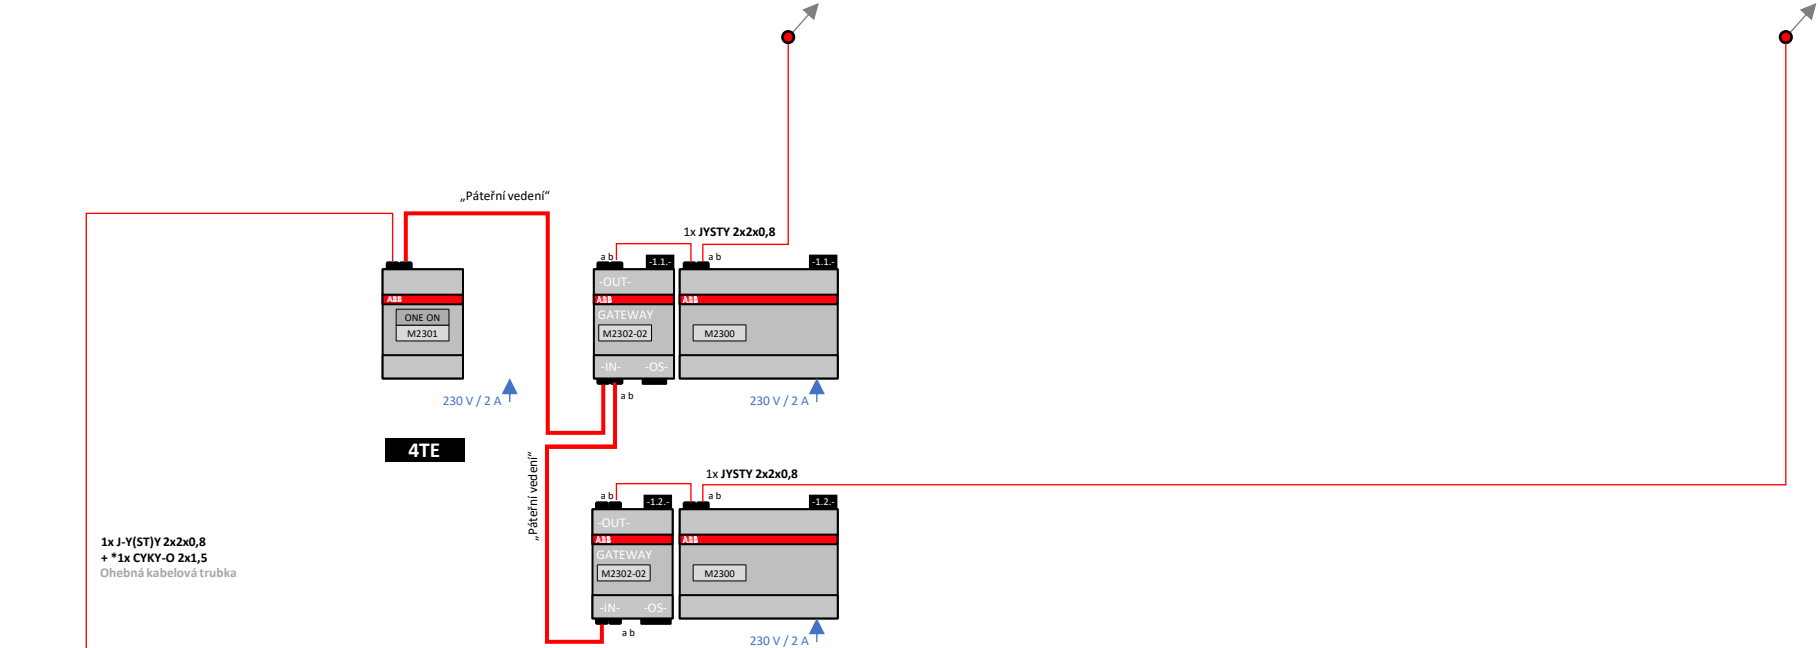 „Páteřní vedení“
1x JYSTY 2x2x0,8
a b
-1.1.-
a b
-1.1.-
-OUT-
ABB
ABB
ABB
ONE ON
M2301
GATEWAY
M2302-02
M2300
-IN-
-OS-
a b
230 V / 2 A
230 V / 2 A
4TE
„Páteřní vedení“
1x JYSTY 2x2x0,8
a b
-1.2.-
a b
-1.2.-
-OUT-
ABB
ABB
GATEWAY
M2302-02
M2300
-IN-
-OS-
a b
230 V / 2 A
1x J-Y(ST)Y 2x2x0,8
+ *1x CYKY-O 2x1,5
Ohebná kabelová trubka